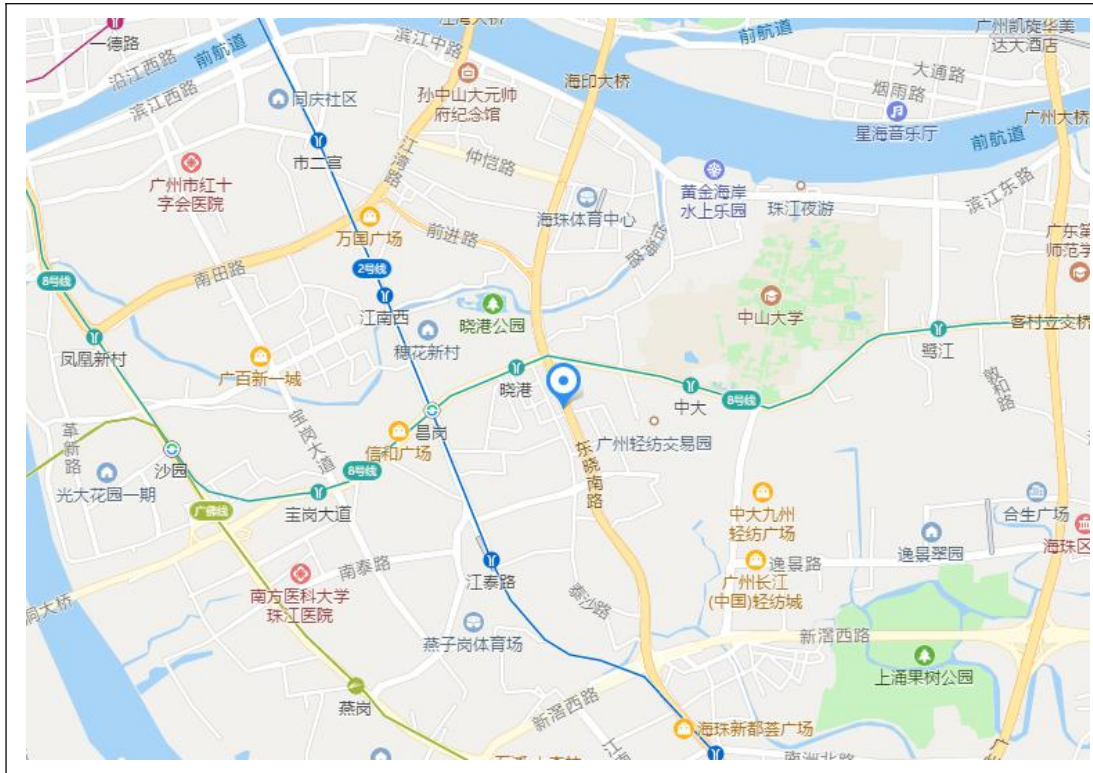 江湾大桥
一德路
前航道
沿江西路
滨江西路
滨江中路
海印大桥
前航道
广州凯旋华美
达大酒店
大通路
烟雨路
星海音乐厅
广州大桥
前航道
同庆社区
孙中山大元帅
府纪念馆
市二宫
江湾路
仲恺路
广州市红十
字会医院
黄金海岸
水上乐园
珠江夜游
滨江东路
海珠体育中心
万国广场
前进路
广东第
师范学
8号线
南田路
2号线
江南西
晓港公园
中山大学
客村立交桥
鹭江
凤凰新村
穗花新村
广百新一城
晓港
中大
8号线
敦和路
昌岗
信和广场
革新路
宝岗大道
广州轻纺交易园
沙园
8号线
东晓南路
光大花园一期
广佛线
宝岗大道
中大九州
轻纺广场
合生广场
逸景翠园
海珠区
南泰路
江泰路
逸景路
南方医科大学
珠江医院
泰沙路
广州长江
(中国)轻纺城
洞大桥
燕子岗体育场
新滘西路
上涌果树公园
燕岗
新滘西路
海珠新都荟广场
南洲北路